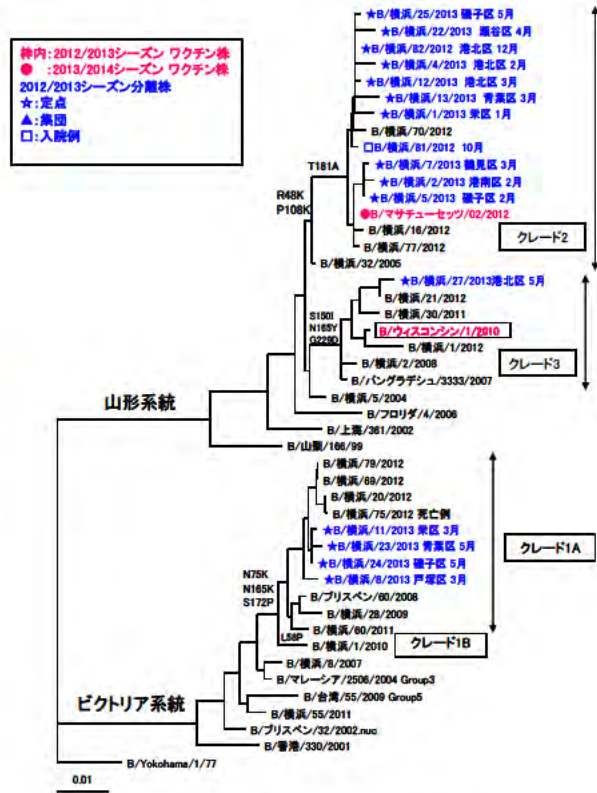 枠内：2012/2013シーズン ワクチン株
●：2013/2014シーズン ワクチン株
2012/2013シーズン分離株
☆：定点
▲：集団
□：入院例
★B/横浜/25/2013 磯子区 5月
★B/横浜/22/2013 瀬谷区 4月
★B/横浜/82/2012 港北区 12月
★B/横浜/4/2013 港北区 2月
★B/横浜/12/2013 港北区 3月
★B/横浜/13/2013 青葉区 3月
★B/横浜/1/2013 栄区 1月
B/横浜/70/2012
□B/横浜/81/2012 10月
T181A
★B/横浜/7/2013 鶴見区 3月
★B/横浜/2/2013 港南区 2月
★B/横浜/5/2013 磯子区 2月
R48K
P108K
●B/マサチューセッツ/02/2012
B/横浜/16/2012
クレード2
B/横浜/77/2012
B/横浜/32/2005
★B/横浜/27/2013港北区 5月
B/横浜/21/2012
B/横浜/30/2011
S150I
N165Y
G229D
B/ウィスコンシン/1/2010
B/横浜/1/2012
クレード3
B/横浜/2/2008
B/バングラデシュ/3333/2007
B/横浜/5/2004
山形系統
B/フロリダ/4/2006
B/上海/361/2002
B/山梨/166/99
B/横浜/79/2012
B/横浜/69/2012
B/横浜/20/2012
B/横浜/75/2012 死亡例
★B/横浜/11/2013 栄区 3月
★B/横浜/23/2013 青葉区 5月
クレード1A
★B/横浜/24/2013 磯子区 5月
★B/横浜/8/2013 戸塚区 3月
N75K
N165K
S172P
B/ブリスベン/60/2008
B/横浜/28/2009
B/横浜/60/2011
L58P
クレード1B
B/横浜/1/2010
B/横浜/8/2007
B/マレーシア/2506/2004 Group3
ビクトリア系統
B/台湾/55/2009 Group5
B/横浜/55/2011
B/ブリスベン/32/2002.nuc
B/香港/330/2001
B/Yokohama/1/77
0.01